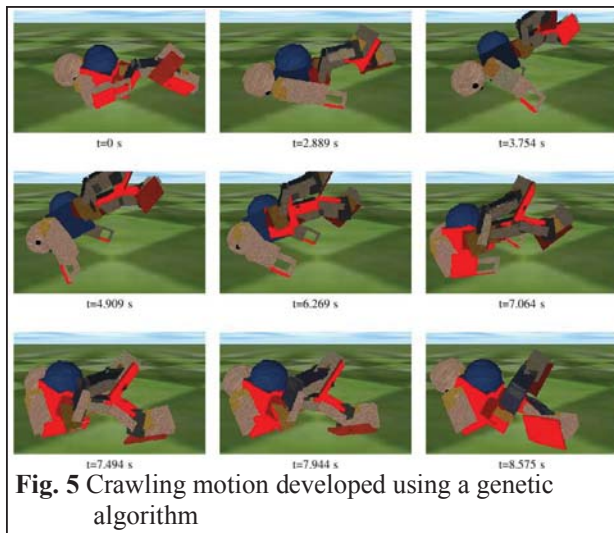 t=0 s t=2.889 s t=3.754 s
t=4.909 s t=6.269 s t=7.064 s
t=7.494 s t=7.944 s t=8.575 s
Fig. 5 Crawling motion developed using a genetic
algorithm